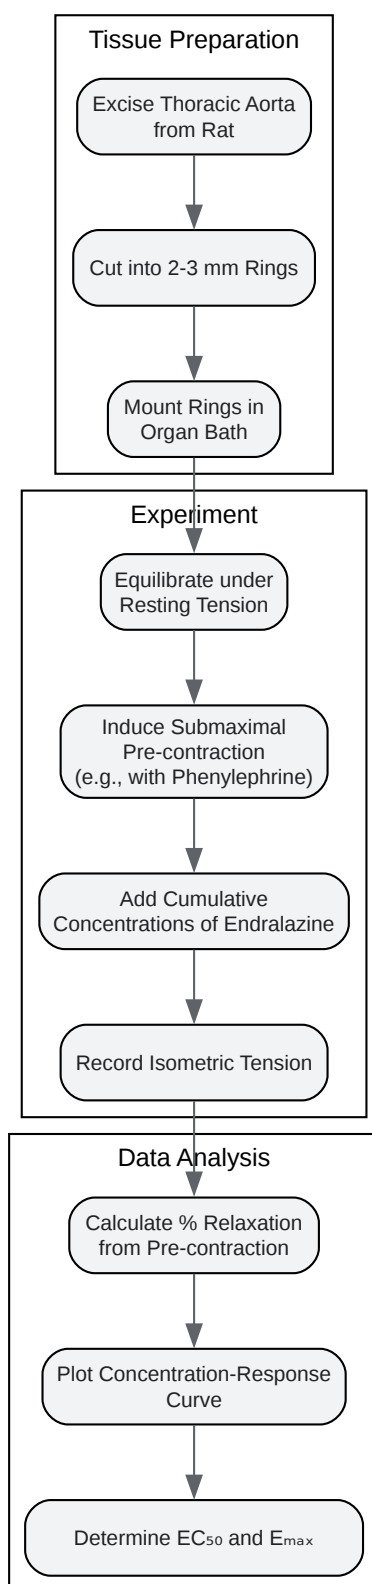 Tissue Preparation
Excise Thoracic Aorta
from Rat
Cut into 2-3 mm Rings
Mount Rings in
Organ Bath
Experiment
Equilibrate under
Resting Tension
Induce Submaximal
Pre-contraction
(e.g., with Phenylephrine)
Add Cumulative
Concentrations of Endralazine
Record Isometric Tension
Data Analysis
Calculate % Relaxation
from Pre-contraction
Plot Concentration-Response
Curve
Determine EC₅₀ and Eₘₐₓ